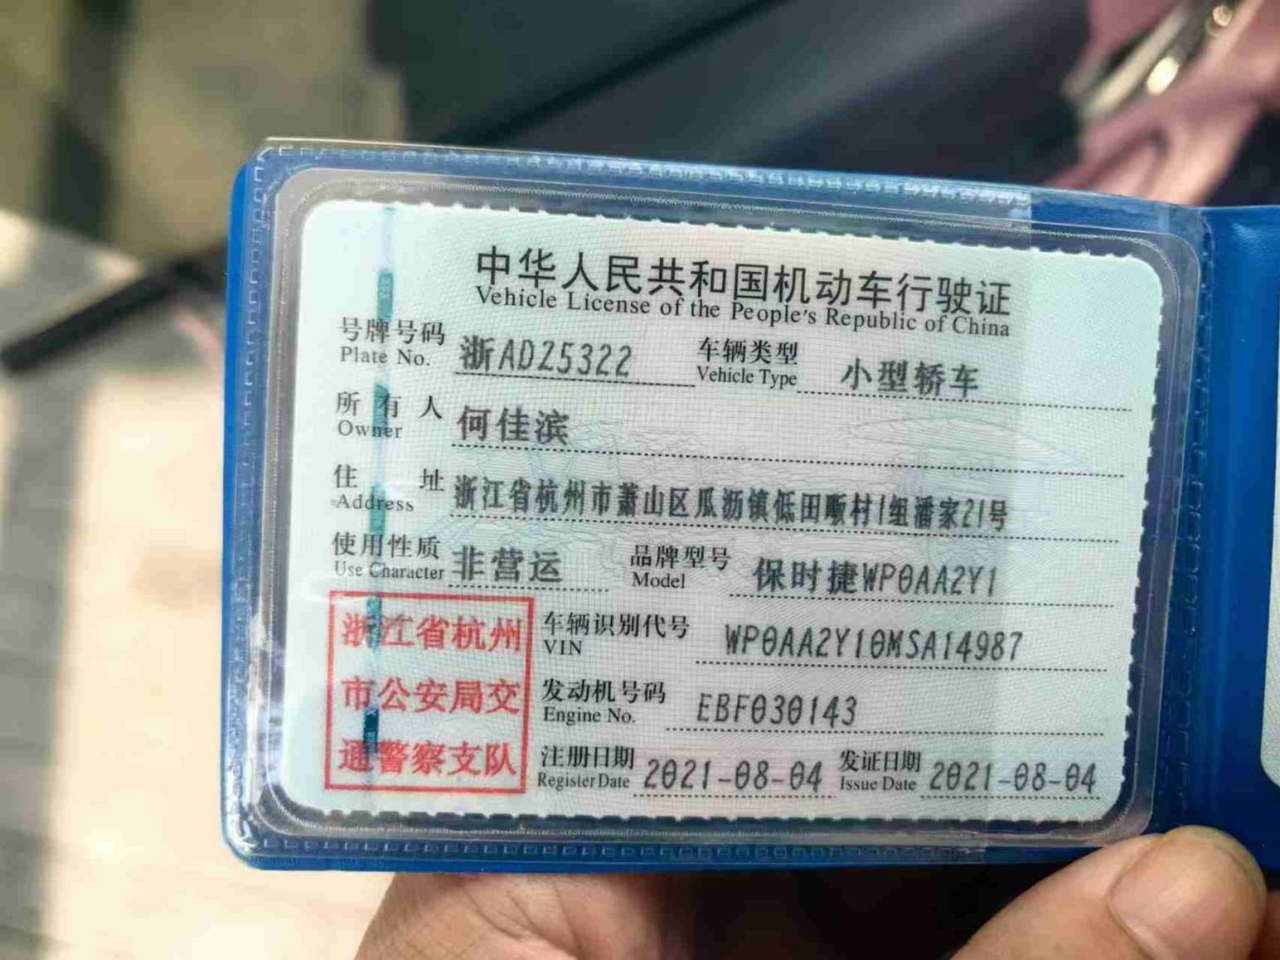 中华人民共和国机动车行驶证
Vehicle License of the People's Republic of China
号牌号码 浙ADZ5322 车辆类型 小型轿车
Plate No. Vehicle Type
所有人 何佳滨
Owner
住址 浙江省杭州市萧山区瓜沥镇低田畈村1组潘家21号
Address
使用性质 非营运 品牌型号 保时捷WP0AA2Y1
Use Character Model
浙江省杭州 车辆识别代号 WP0AA2Y10MSA14987
VIN
市公安局交 发动机号码 EBF030143
Engine No.
通警察支队 注册日期 2021-08-04 发证日期 2021-08-04
Register Date Issue Date